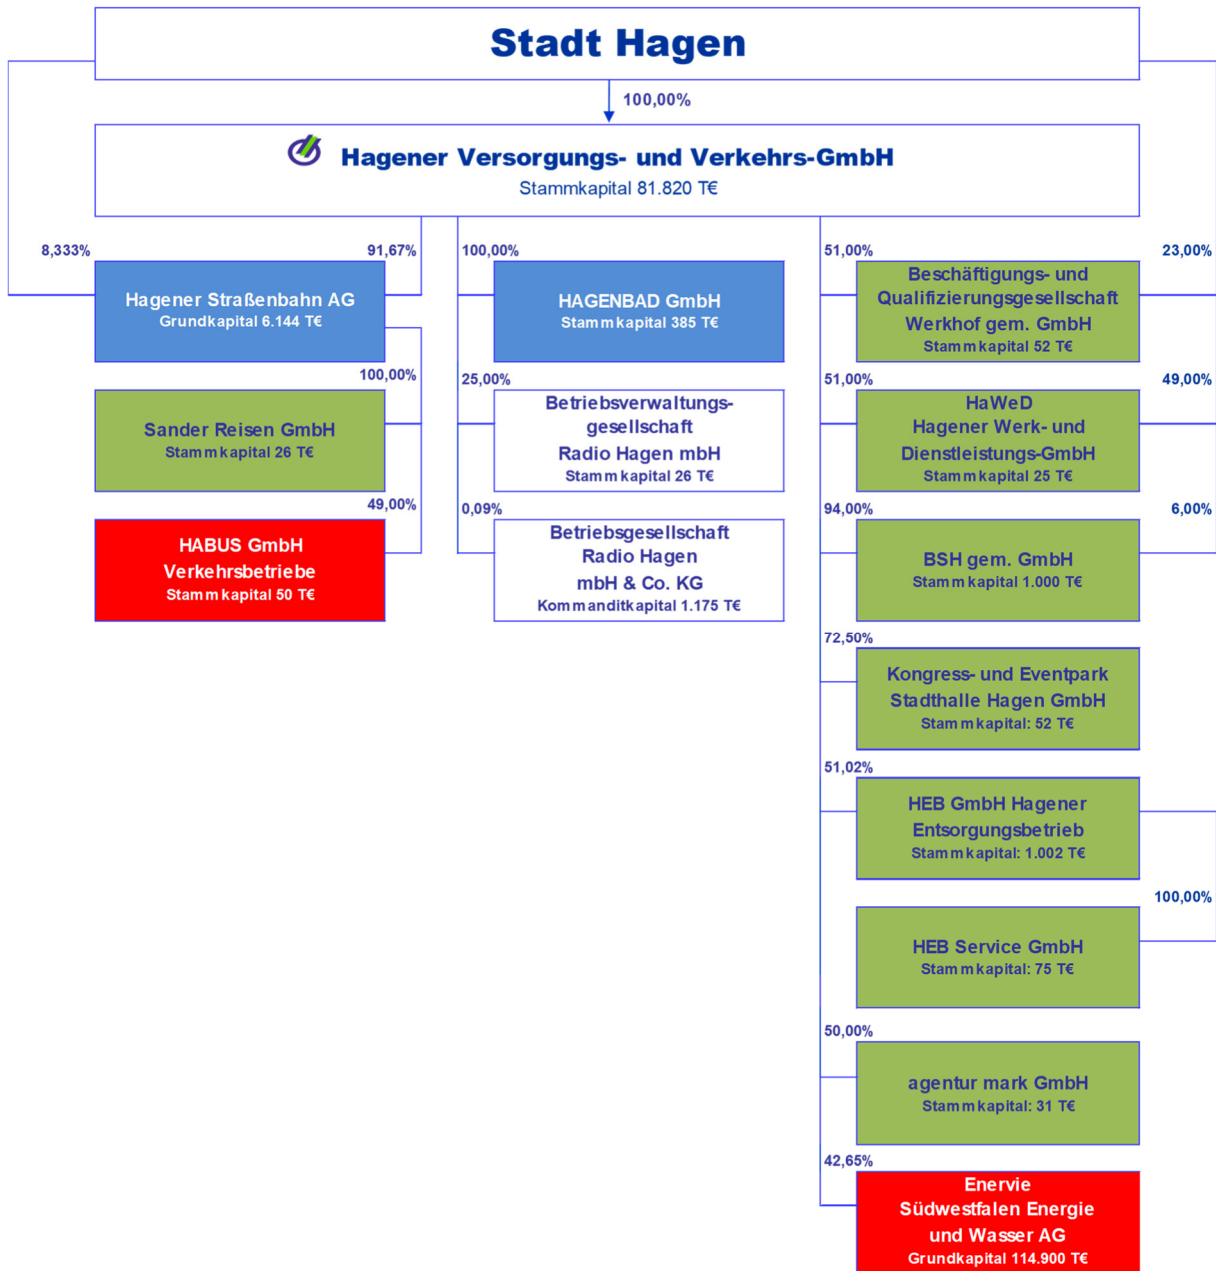 Stadt Hagen
100,00%
Hagener Versorgungs- und Verkehrs-GmbH
Stammkapital 81.820 T€
8,333%
91,67%
Hagener Straßenbahn AG
Grundkapital 6.144 T€
100,00%
Sander Reisen GmbH
Stammkapital 26 T€
49,00%
HABUS GmbH
Verkehrsbetriebe
Stammkapital 50 T€
100,00%
HAGENBAD GmbH
Stammkapital 385 T€
25,00%
Betriebsverwaltungs-
gesellschaft
Radio Hagen mbH
Stammkapital 26 T€
0,09%
Betriebsgesellschaft
Radio Hagen
mbH & Co. KG
Kommanditkapital 1.175 T€
51,00%
23,00%
Beschäftigungs- und
Qualifizierungsgesellschaft
Werkhof gem. GmbH
Stammkapital 52 T€
51,00%
49,00%
HaWeD
Hagener Werk- und
Dienstleistungs-GmbH
Stammkapital 25 T€
94,00%
6,00%
BSH gem. GmbH
Stammkapital 1.000 T€
72,50%
Kongress- und Eventpark
Stadthalle Hagen GmbH
Stammkapital: 52 T€
51,02%
HEB GmbH Hagener
Entsorgungsbetrieb
Stammkapital: 1.002 T€
100,00%
HEB Service GmbH
Stammkapital: 75 T€
50,00%
agentur mark GmbH
Stammkapital: 31 T€
42,65%
Enervie
Südwestfalen Energie
und Wasser AG
Grundkapital 114.900 T€